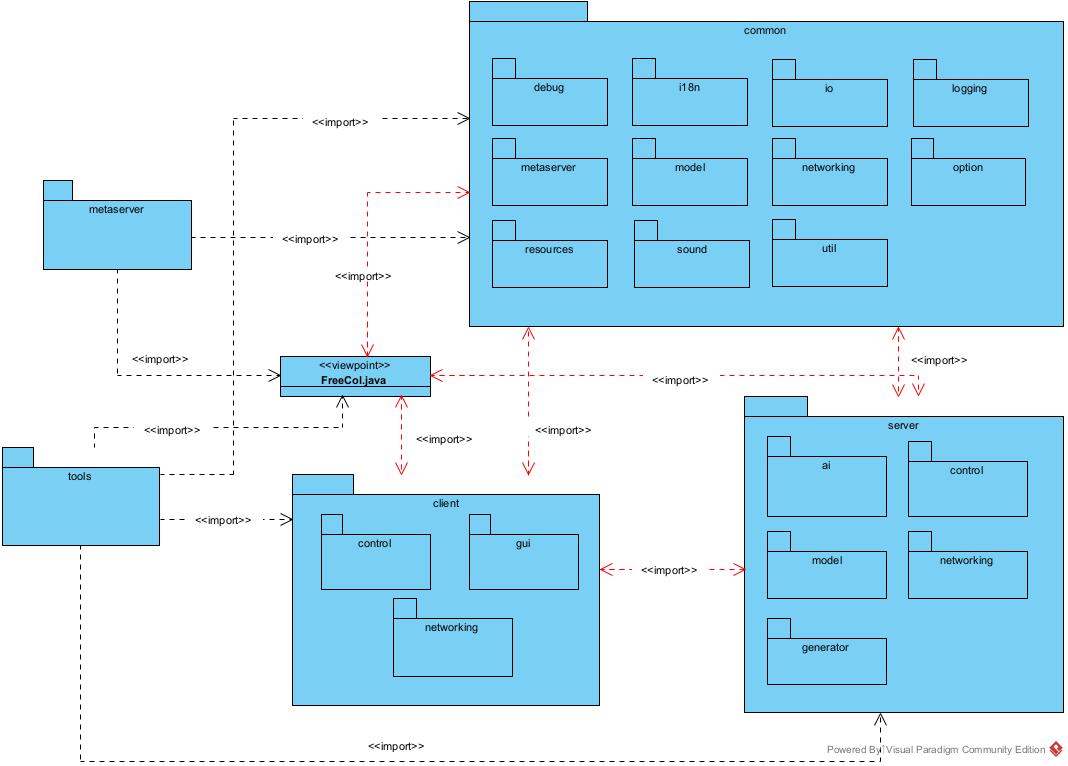 common
debug
i18n
io
logging
<<import>>
metaserver
model
networking
option
metaserver
<<import>>
resources
sound
util
<<import>>
<<import>>
<<viewpoint>>
FreeCol.java
<<import>>
<<import>>
<<import>>
<<import>>
<<import>>
server
ai
control
tools
client
<<import>>
control
gui
model
networking
<<import>>
networking
generator
<<import>>
Powered By Visual Paradigm Community Edition